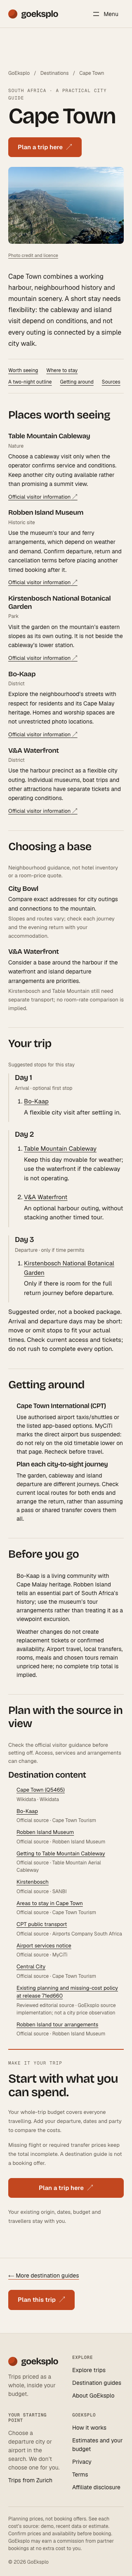 goeksplo
Menu
GoEksplo / Destinations / Cape Town
SOUTH AFRICA · A PRACTICAL CITY
GUIDE
Cape Town
Plan a trip here
Photo credit and licence
Cape Town combines a working
harbour, neighbourhood history and
mountain scenery. A short stay needs
flexibility: the cableway and island
visit depend on conditions, and not
every outing is connected by a simple
city walk.
Worth seeing
Where to stay
A two-night outline
Getting around
Sources
Places worth seeing
Table Mountain Cableway
Nature
Choose a cableway visit only when the
operator confirms service and conditions.
Keep another city activity available rather
than promising a summit view.
Official visitor information
Robben Island Museum
Historic site
Use the museum's tour and ferry
arrangements, which depend on weather
and demand. Confirm departure, return and
cancellation terms before placing another
timed booking after it.
Official visitor information
Kirstenbosch National Botanical
Garden
Park
Visit the garden on the mountain's eastern
slopes as its own outing. It is not beside the
cableway's lower station.
Official visitor information
Bo-Kaap
District
Explore the neighbourhood's streets with
respect for residents and its Cape Malay
heritage. Homes and worship spaces are
not unrestricted photo locations.
Official visitor information
V&A Waterfront
District
Use the harbour precinct as a flexible city
outing. Individual museums, boat trips and
other attractions have separate tickets and
operating conditions.
Official visitor information
Choosing a base
Neighbourhood guidance, not hotel inventory
or a room-price quote.
City Bowl
Compare exact addresses for city outings
and connections to the mountain.
Slopes and routes vary; check each journey
and the evening return with your
accommodation.
V&A Waterfront
Consider a base around the harbour if the
waterfront and island departure
arrangements are priorities.
Kirstenbosch and Table Mountain still need
separate transport; no room-rate comparison is
implied.
Your trip
Suggested stops for this stay
Day 1
Arrival · optional first stop
1. Bo-Kaap
A flexible city visit after settling in.
Day 2
1. Table Mountain Cableway
Keep this day movable for weather;
use the waterfront if the cableway
is not operating.
2. V&A Waterfront
An optional harbour outing, without
stacking another timed tour.
Day 3
Departure · only if time permits
1. Kirstenbosch National Botanical
Garden
Only if there is room for the full
return journey before departure.
Suggested order, not a booked package.
Arrival and departure days may be short:
move or omit stops to fit your actual
times. Check current access and tickets;
do not rush to complete every option.
Getting around
Cape Town International (CPT)
Use authorised airport taxis/shuttles or
the listed app-based options. MyCiTi
marks the direct airport bus suspended:
do not rely on the old timetable lower on
that page. Recheck before travel.
Plan each city-to-sight journey
The garden, cableway and island
departure are different journeys. Check
current local routes for both ends and
arrange the return, rather than assuming
a pass or shared transfer covers them
all.
Before you go
Bo-Kaap is a living community with
Cape Malay heritage. Robben Island
tells an essential part of South Africa's
history; use the museum's tour
arrangements rather than treating it as a
viewpoint excursion.
Weather changes do not create
replacement tickets or confirmed
availability. Airport travel, local transfers,
rooms, meals and chosen tours remain
unpriced here; no complete trip total is
implied.
Plan with the source in
view
Check the official visitor guidance before
setting off. Access, services and arrangements
can change.
Destination content
Cape Town (Q5465)
Wikidata · Wikidata
Bo-Kaap
Official source · Cape Town Tourism
Robben Island Museum
Official source · Robben Island Museum
Getting to Table Mountain Cableway
Official source · Table Mountain Aerial
Cableway
Kirstenbosch
Official source · SANBI
Areas to stay in Cape Town
Official source · Cape Town Tourism
CPT public transport
Official source · Airports Company South Africa
Airport services notice
Official source · MyCiTi
Central City
Official source · Cape Town Tourism
Existing planning and missing-cost policy
Reviewed editorial source · GoEksplo source
implementation; not a city price observation
Robben Island tour arrangements
Official source · Robben Island Museum
MAKE IT YOUR TRIP
Start with what you
can spend.
Your whole-trip budget covers everyone
travelling. Add your departure, dates and party
to compare the costs.
Missing flight or required transfer prices keep
the total incomplete. A destination guide is not
a booking offer.
Plan a trip here
Your existing origin, dates, budget and
travellers stay with you.
← More destination guides
Plan this trip
goeksplo
Trips priced as a
whole, inside your
budget.
EXPLORE
Explore trips
Destination guides
About GoEksplo
YOUR STARTING
POINT
Choose a
departure city or
airport in the
search. We don't
choose one for you.
Trips from Zurich
GOEKSPLO
How it works
Estimates and your
budget
Privacy
Terms
Affiliate disclosure
Planning prices, not booking offers. See each
cost's source: demo, recent data or estimate.
Confirm prices and availability before booking.
GoEksplo may earn a commission from partner
bookings at no extra cost to you.
© 2026 GoEksplo